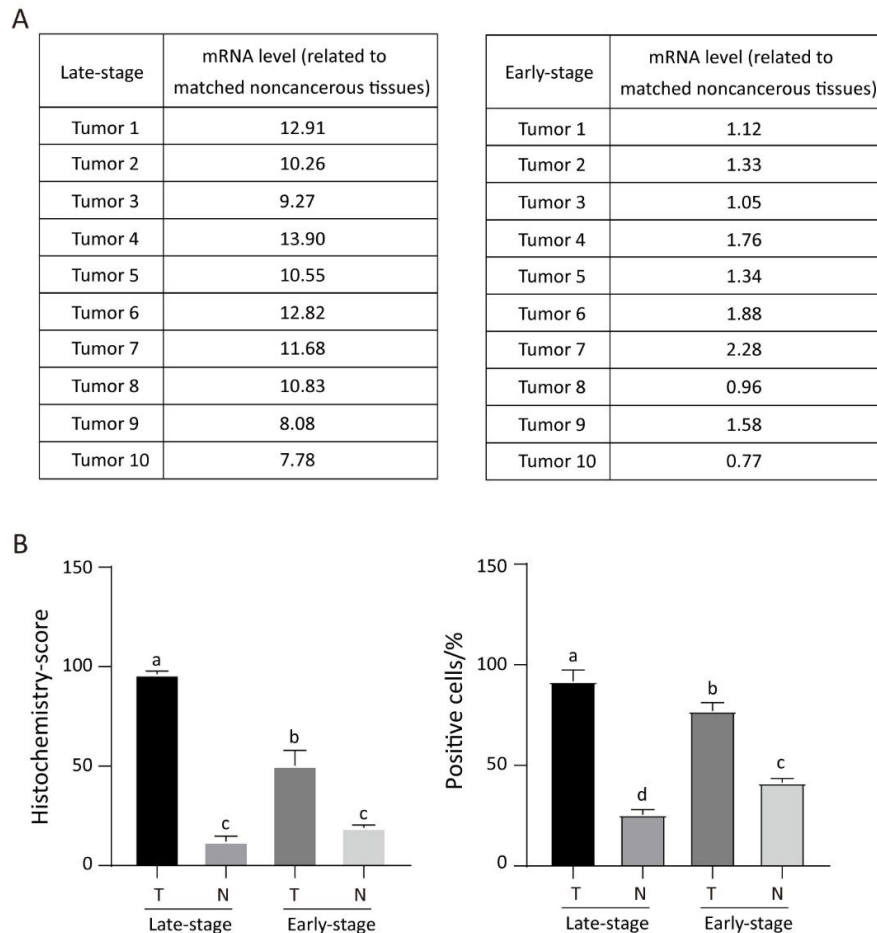 A
Late-stage
mRNA level (related to
matched noncancerous tissues)
Tumor 1 12.91
Tumor 2 10.26
Tumor 3 9.27
Tumor 4 13.90
Tumor 5 10.55
Tumor 6 12.82
Tumor 7 11.68
Tumor 8 10.83
Tumor 9 8.08
Tumor 10 7.78
Early-stage
mRNA level (related to
matched noncancerous tissues)
Tumor 1 1.12
Tumor 2 1.33
Tumor 3 1.05
Tumor 4 1.76
Tumor 5 1.34
Tumor 6 1.88
Tumor 7 2.28
Tumor 8 0.96
Tumor 9 1.58
Tumor 10 0.77
B
Histochemistry-score
150
100
50
0
a
c
b
c
T N T N
Late-stage Early-stage
Positive cells/%
150
100
50
0
a
d
b
c
T N T N
Late-stage Early-stage